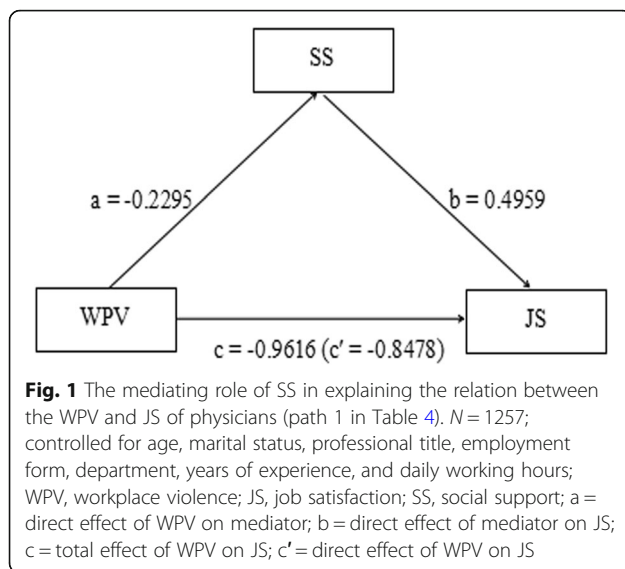 SS
a = -0.2295
b = 0.4959
WPV
JS
c = -0.9616 (c′ = -0.8478)
Fig. 1 The mediating role of SS in explaining the relation between
the WPV and JS of physicians (path 1 in Table 4). N = 1257;
controlled for age, marital status, professional title, employment
form, department, years of experience, and daily working hours;
WPV, workplace violence; JS, job satisfaction; SS, social support; a =
direct effect of WPV on mediator; b = direct effect of mediator on JS;
c = total effect of WPV on JS; c′ = direct effect of WPV on JS